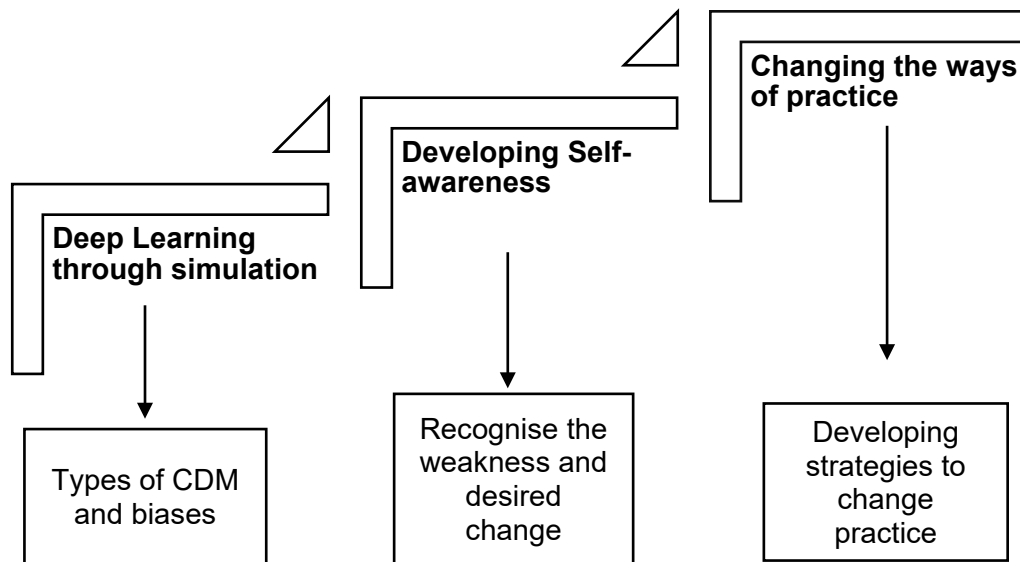 Deep Learning
through simulation
Types of CDM
and biases
Developing Self-
awareness
Recognise the
weakness and
desired
change
Changing the ways
of practice
Developing
strategies to
change
practice